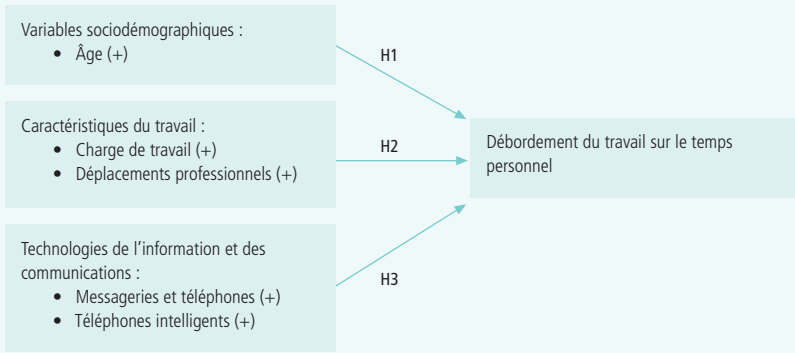 Variables sociodémographiques :
• Âge (+)
H1
Caractéristiques du travail :
• Charge de travail (+)
• Déplacements professionnels (+)
H2
Débordement du travail sur le temps
personnel
Technologies de l'information et des
communications :
• Messageries et téléphones (+)
• Téléphones intelligents (+)
H3